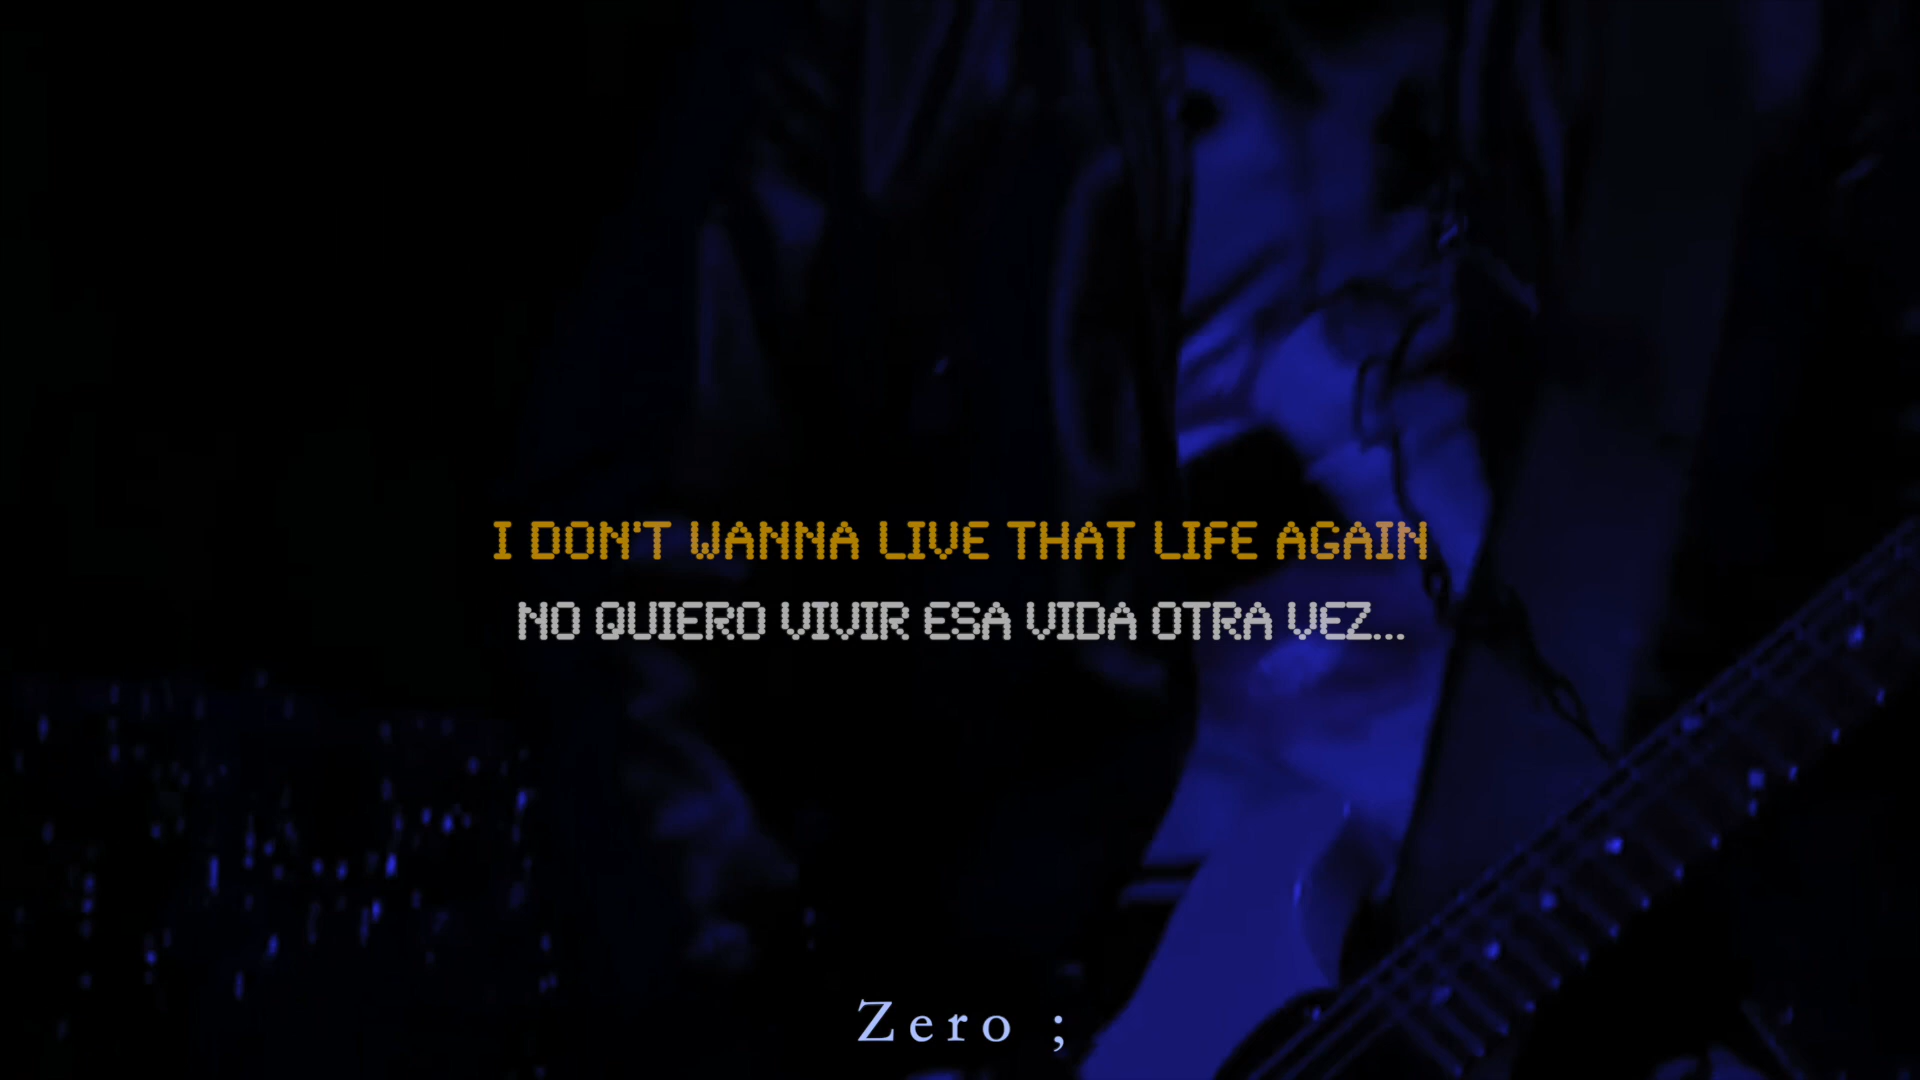 I DON'T WANNA LIVE THAT LIFE AGAIN
NO QUIERO VIVIR ESA VIDA OTRA VEZ...
Zero ;